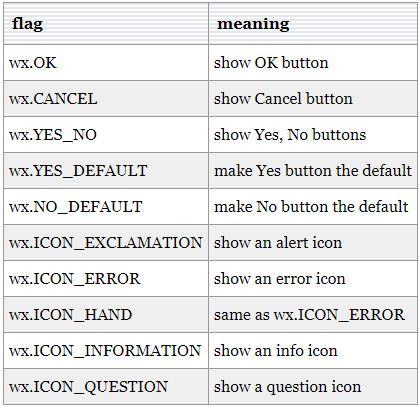 flag meaning
wx.OK show OK button
wx.CANCEL show Cancel button
wx.YES_NO show Yes, No buttons
wx.YES_DEFAULT make Yes button the default
wx.NO_DEFAULT make No button the default
wx.ICON_EXCLAMATION show an alert icon
wx.ICON_ERROR show an error icon
wx.ICON_HAND same as wx.ICON_ERROR
wx.ICON_INFORMATION show an info icon
wx.ICON_QUESTION show a question icon